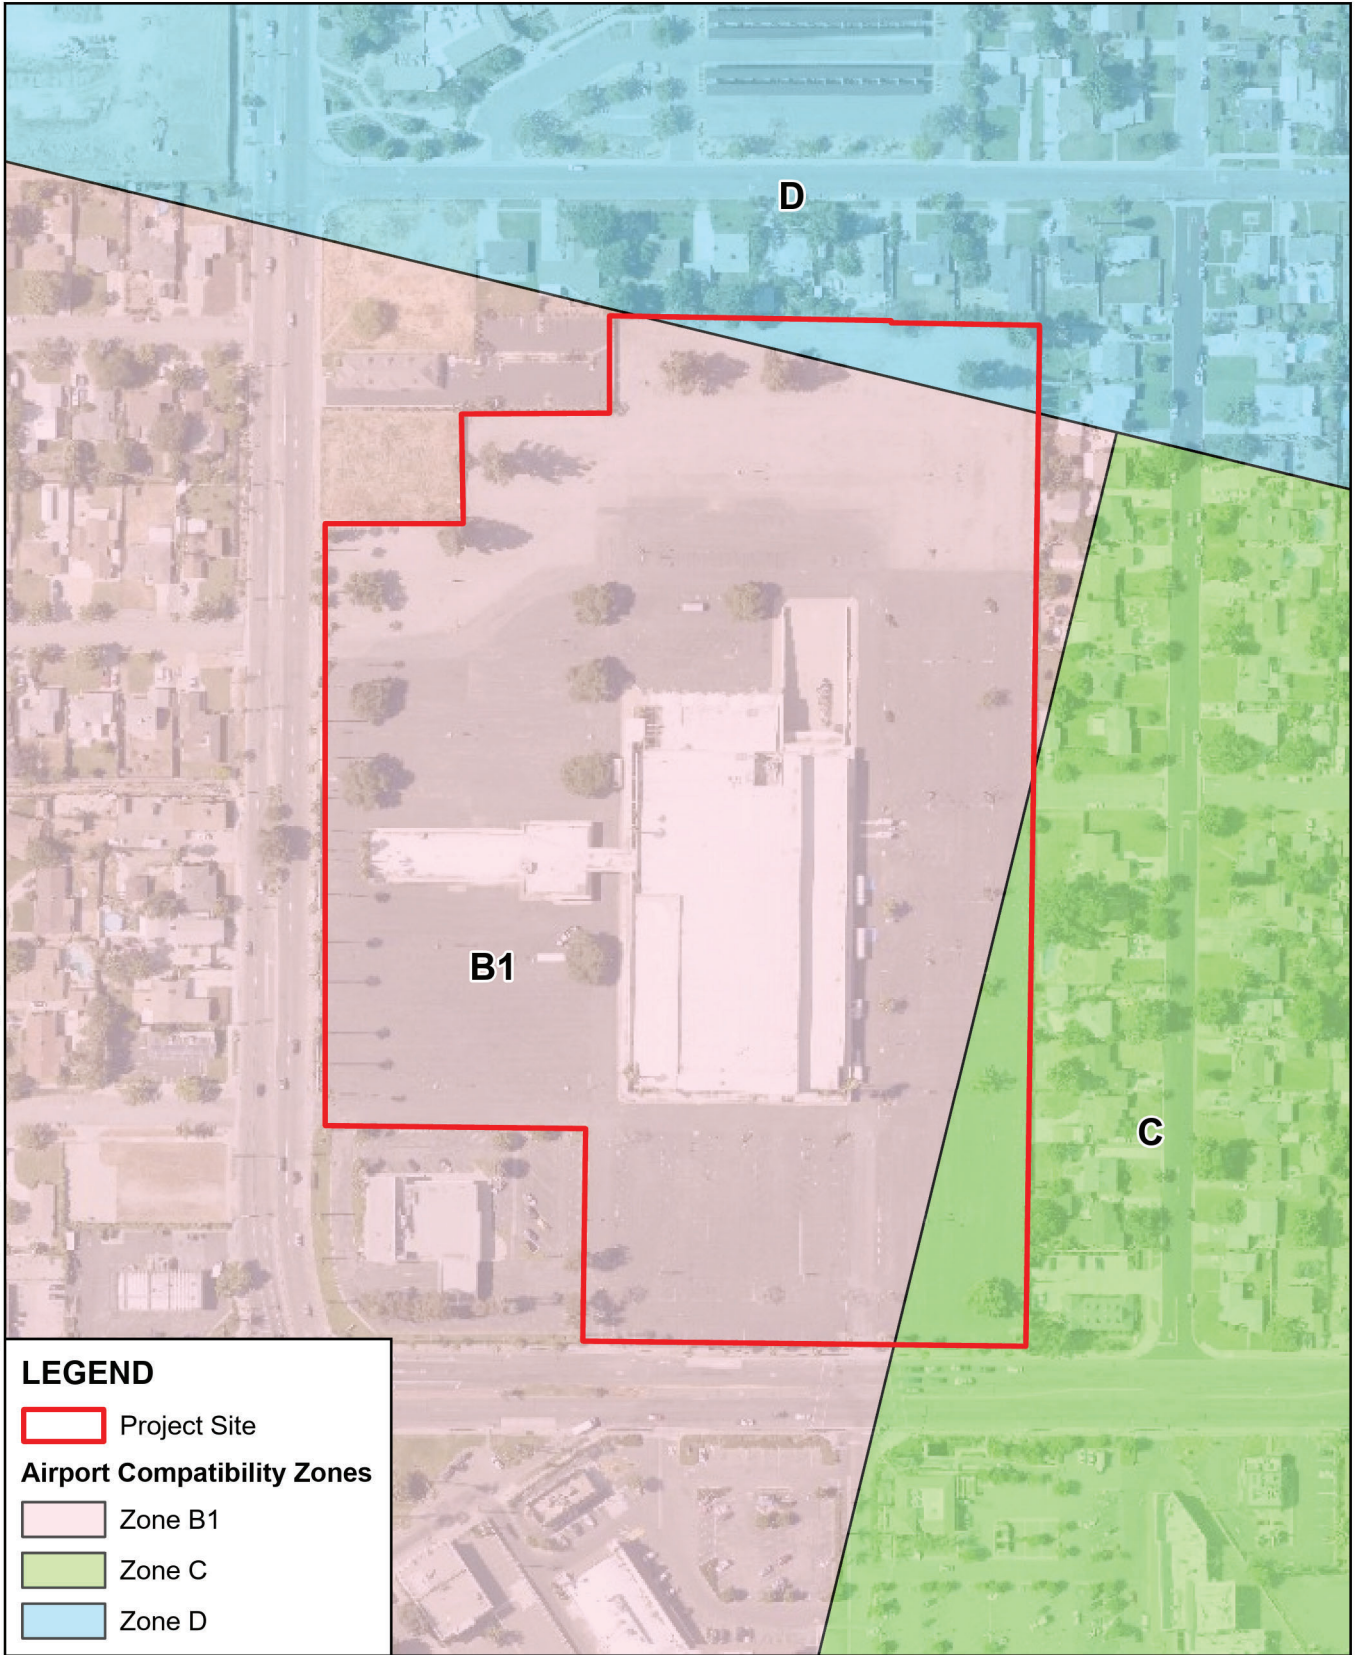 D
B1
C
LEGEND
Project Site
Airport Compatibility Zones
Zone B1
Zone C
Zone D